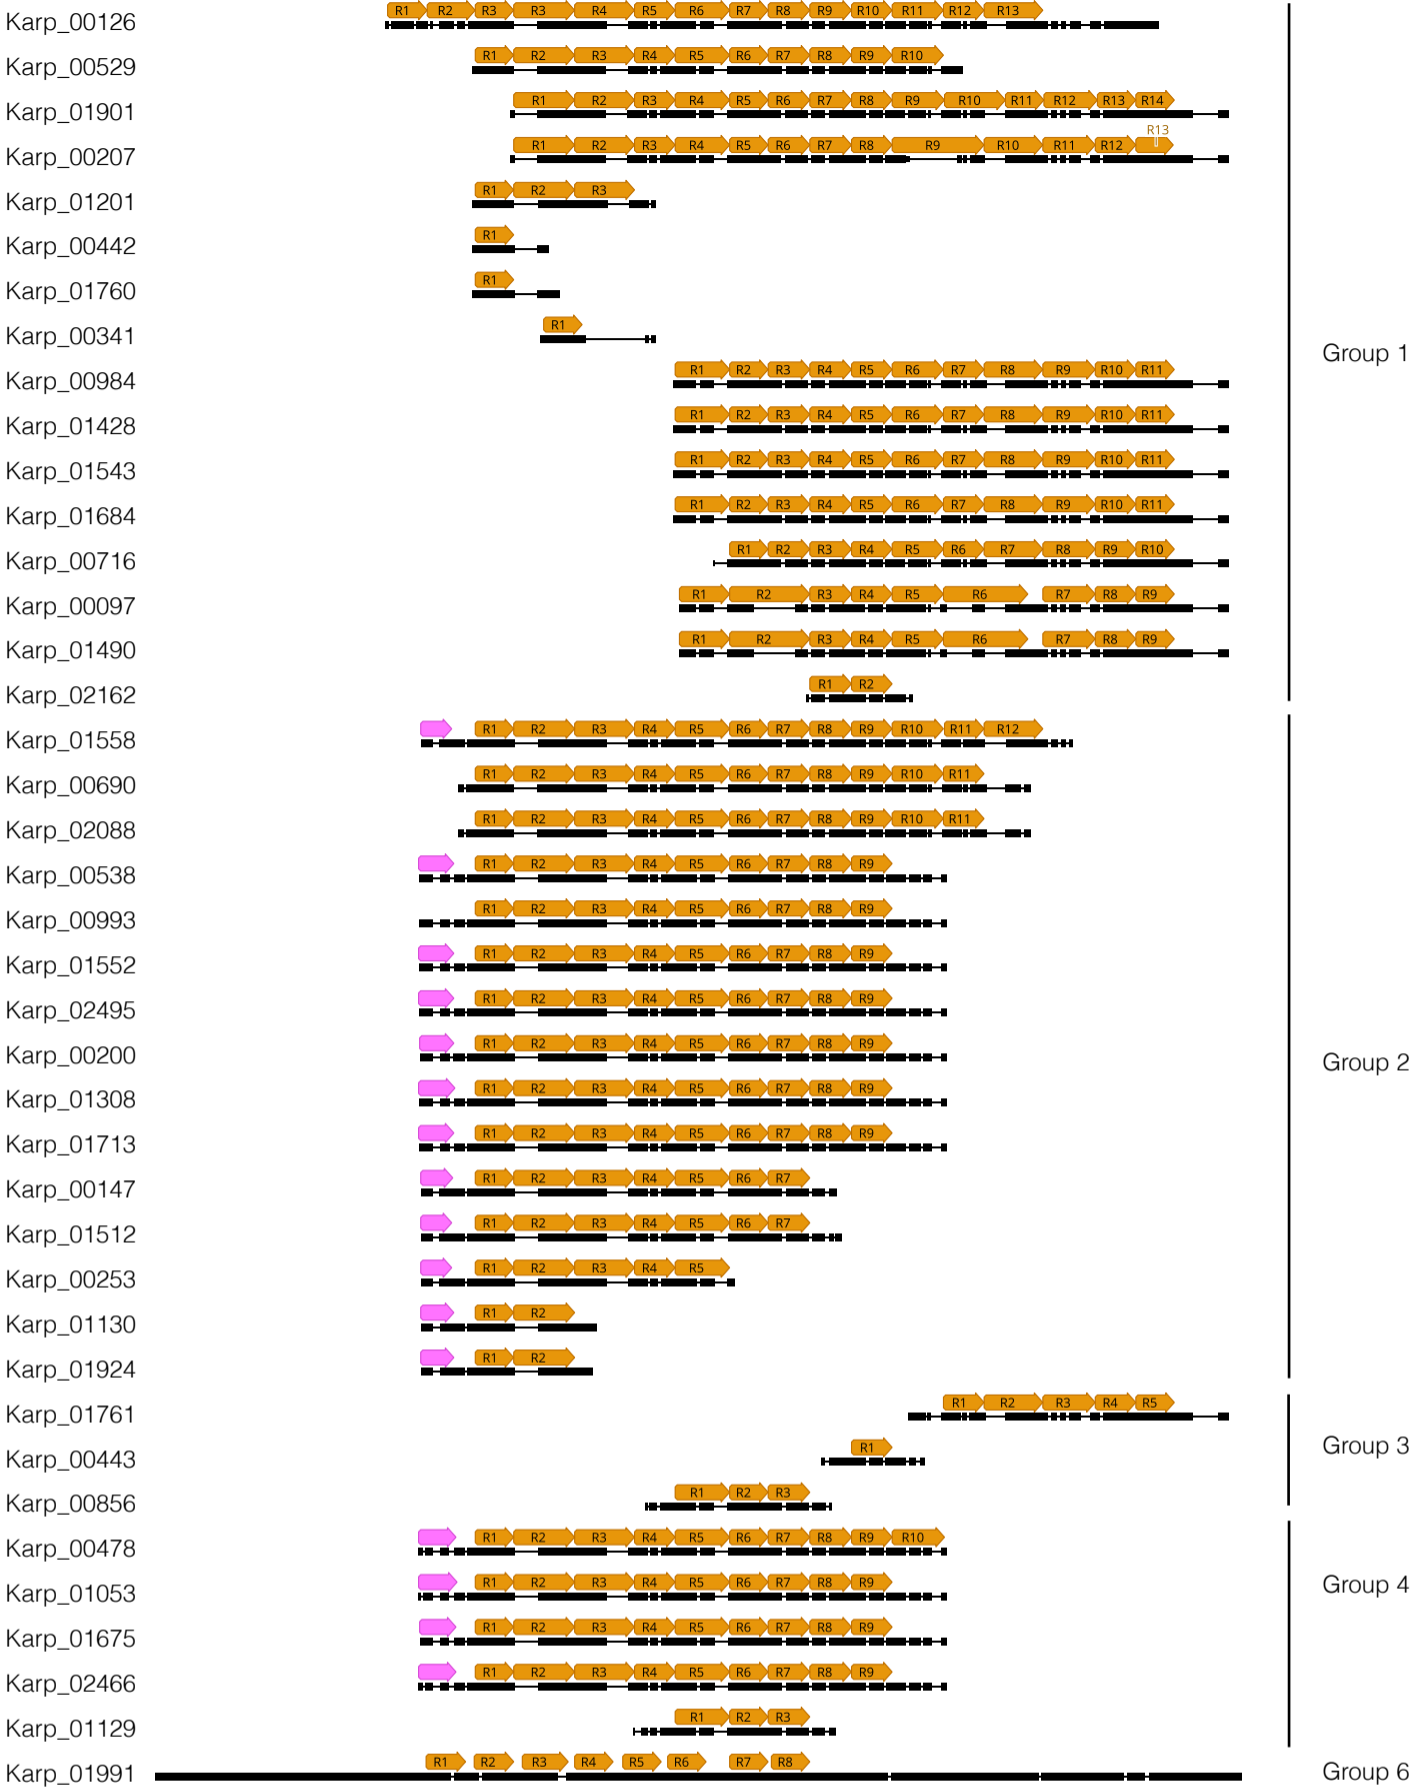 R1 R2 R3 R3 R4 R5 R6 R7 R8 R9 R10 R11 R12 R13
Karp_00126
R1 R2 R3 R4 R5 R6 R7 R8 R9 R10
Karp_00529
R1 R2 R3 R4 R5 R6 R7 R8 R9 R10 R11 R12 R13 R14
Karp_01901
R13
R1 R2 R3 R4 R5 R6 R7 R8 R9 R10 R11 R12
Karp_00207
R1 R2 R3
Karp_01201
R1
Karp_00442
R1
Karp_01760
R1
Karp_00341
Group 1
R1 R2 R3 R4 R5 R6 R7 R8 R9 R10 R11
Karp_00984
R1 R2 R3 R4 R5 R6 R7 R8 R9 R10 R11
Karp_01428
R1 R2 R3 R4 R5 R6 R7 R8 R9 R10 R11
Karp_01543
R1 R2 R3 R4 R5 R6 R7 R8 R9 R10 R11
Karp_01684
R1 R2 R3 R4 R5 R6 R7 R8 R9 R10
Karp_00716
R1 R2 R3 R4 R5 R6 R7 R8 R9
Karp_00097
R1 R2 R3 R4 R5 R6 R7 R8 R9
Karp_01490
R1 R2
Karp_02162
R1 R2 R3 R4 R5 R6 R7 R8 R9 R10 R11 R12
Karp_01558
R1 R2 R3 R4 R5 R6 R7 R8 R9 R10 R11
Karp_00690
R1 R2 R3 R4 R5 R6 R7 R8 R9 R10 R11
Karp_02088
R1 R2 R3 R4 R5 R6 R7 R8 R9
Karp_00538
R1 R2 R3 R4 R5 R6 R7 R8 R9
Karp_00993
R1 R2 R3 R4 R5 R6 R7 R8 R9
Karp_01552
R1 R2 R3 R4 R5 R6 R7 R8 R9
Karp_02495
R1 R2 R3 R4 R5 R6 R7 R8 R9
Karp_00200
Group 2
R1 R2 R3 R4 R5 R6 R7 R8 R9
Karp_01308
R1 R2 R3 R4 R5 R6 R7 R8 R9
Karp_01713
R1 R2 R3 R4 R5 R6 R7
Karp_00147
R1 R2 R3 R4 R5 R6 R7
Karp_01512
R1 R2 R3 R4 R5
Karp_00253
R1 R2
Karp_01130
R1 R2
Karp_01924
R1 R2 R3 R4 R5
Karp_01761
R1
Group 3
Karp_00443
R1 R2 R3
Karp_00856
R1 R2 R3 R4 R5 R6 R7 R8 R9 R10
Karp_00478
R1 R2 R3 R4 R5 R6 R7 R8 R9
Group 4
Karp_01053
R1 R2 R3 R4 R5 R6 R7 R8 R9
Karp_01675
R1 R2 R3 R4 R5 R6 R7 R8 R9
Karp_02466
R1 R2 R3
Karp_01129
R1 R2 R3 R4 R5 R6 R7 R8
Karp_01991
Group 6